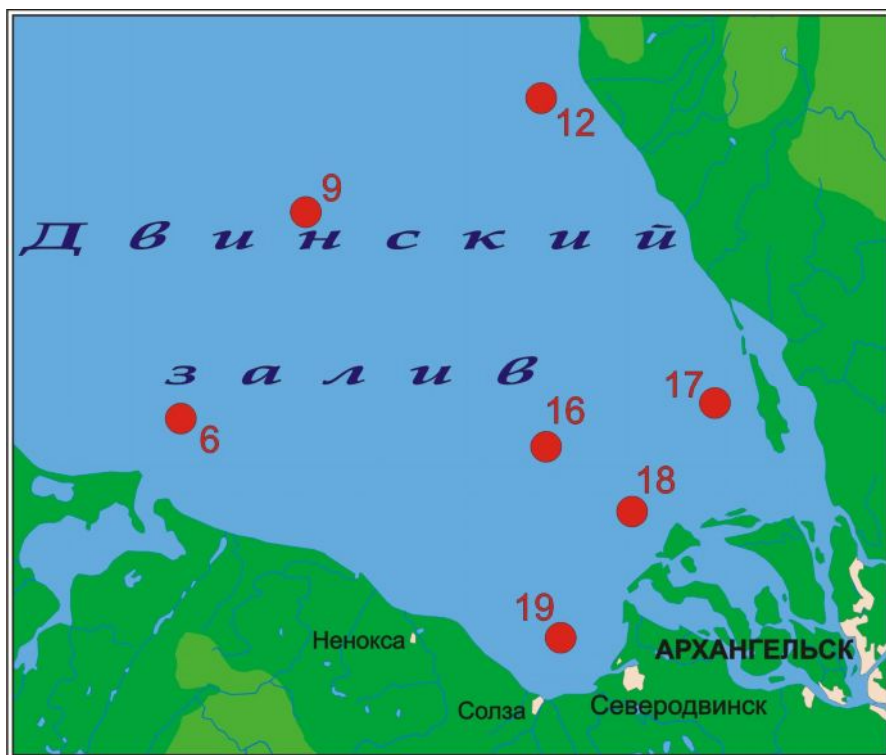 12
9
Двинский
залив
17
16
6
18
19
Ненокса
АРХАНГЕЛЬСК
Солза
Северодвинск